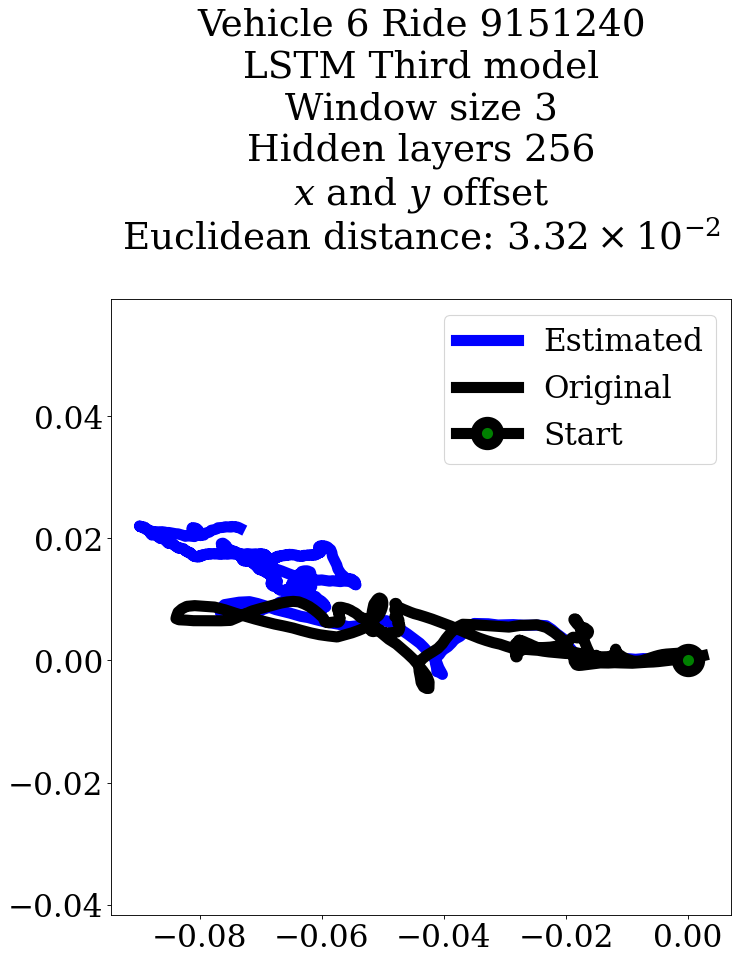 Vehicle 6 Ride 9151240
LSTM Third model
Window size 3
Hidden layers 256
x and y offset
Euclidean distance: 3.32 × 10⁻²
Estimated
Original
Start
0.04
0.02
0.00
−0.02
−0.04
−0.08 −0.06 −0.04 −0.02 0.00